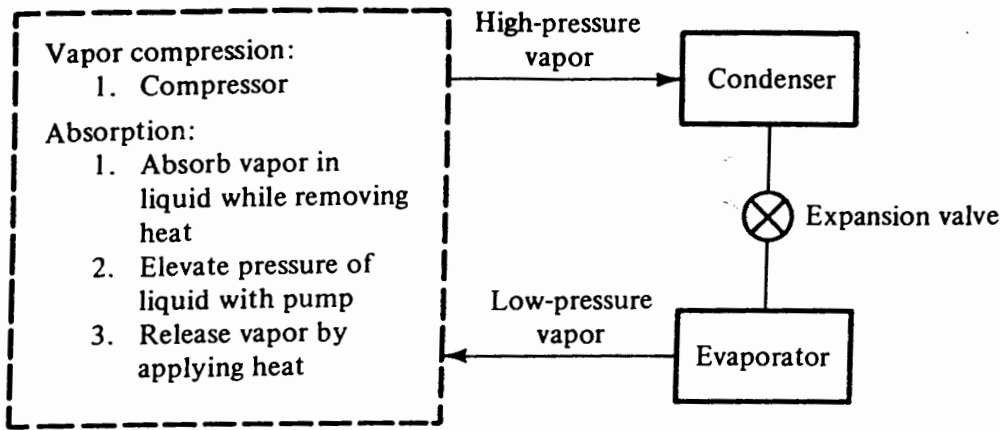 Vapor compression:
1. Compressor
Absorption:
1. Absorb vapor in
liquid while removing
heat
2. Elevate pressure of
liquid with pump
3. Release vapor by
applying heat
High-pressure
vapor
Condenser
Expansion valve
Low-pressure
vapor
Evaporator